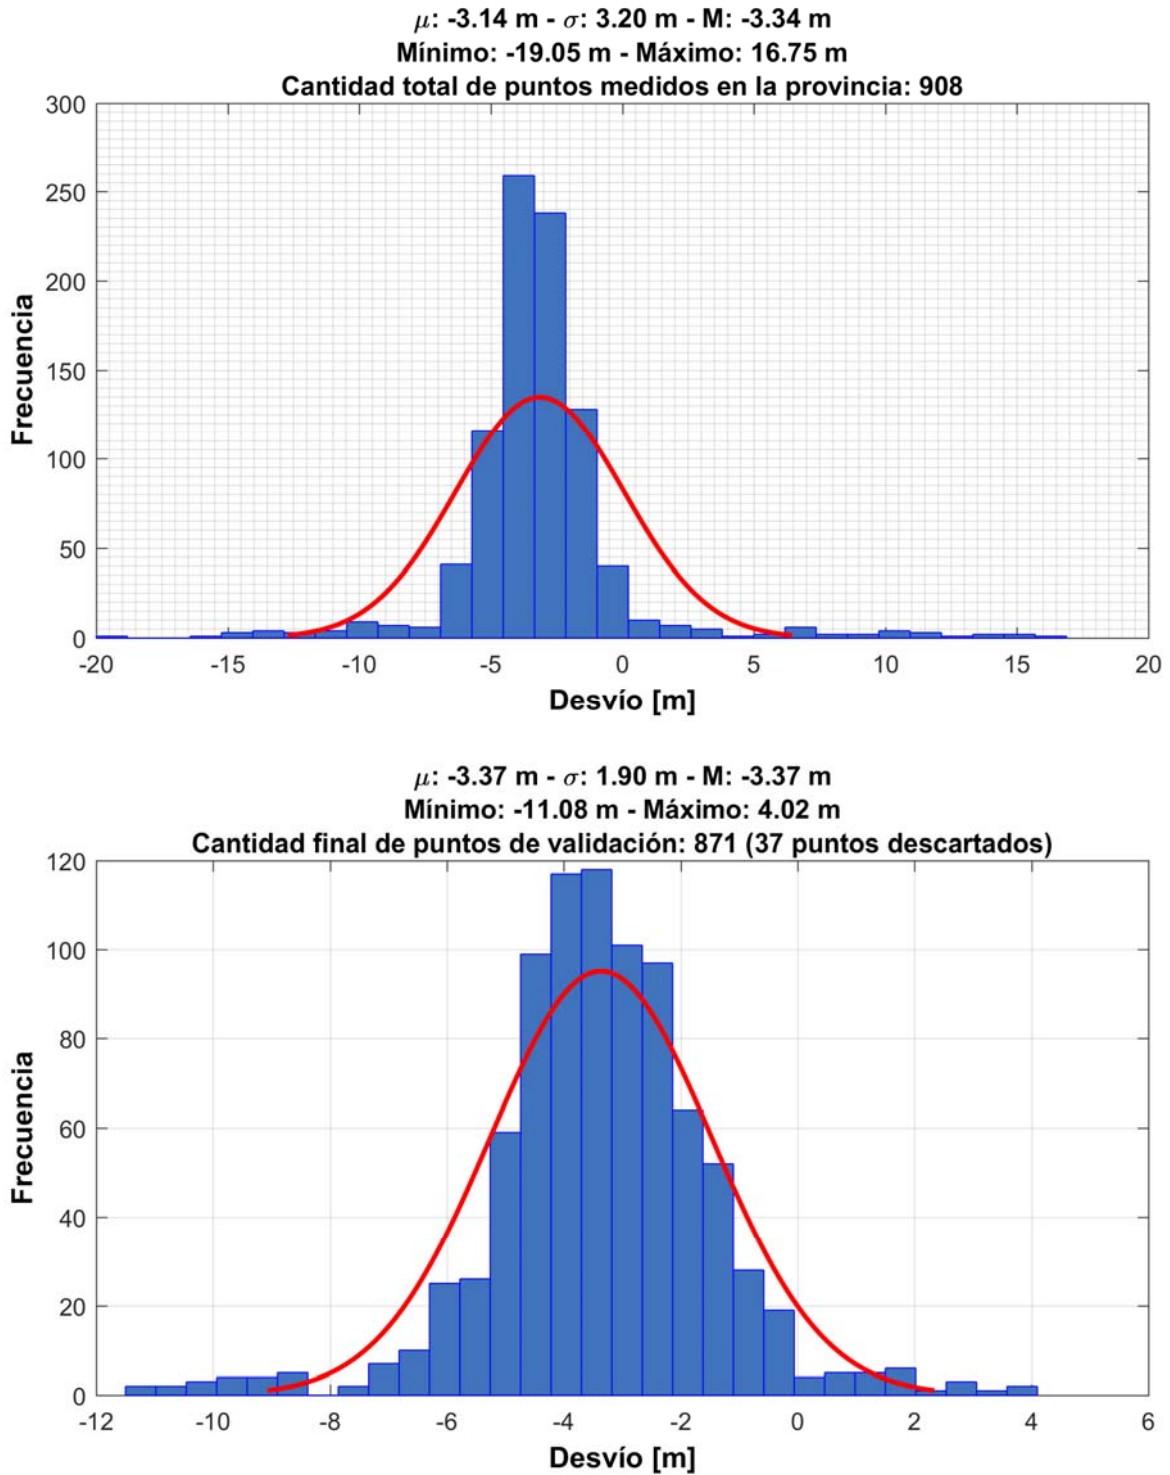 μ: -3.14 m - σ: 3.20 m - M: -3.34 m
Mínimo: -19.05 m - Máximo: 16.75 m
Cantidad total de puntos medidos en la provincia: 908
300
250
200
150
100
50
0
Frecuencia
-20 -15 -10 -5 0 5 10 15 20
Desvío [m]
μ: -3.37 m - σ: 1.90 m - M: -3.37 m
Mínimo: -11.08 m - Máximo: 4.02 m
Cantidad final de puntos de validación: 871 (37 puntos descartados)
120
100
80
60
40
20
0
Frecuencia
-12 -10 -8 -6 -4 -2 0 2 4 6
Desvío [m]